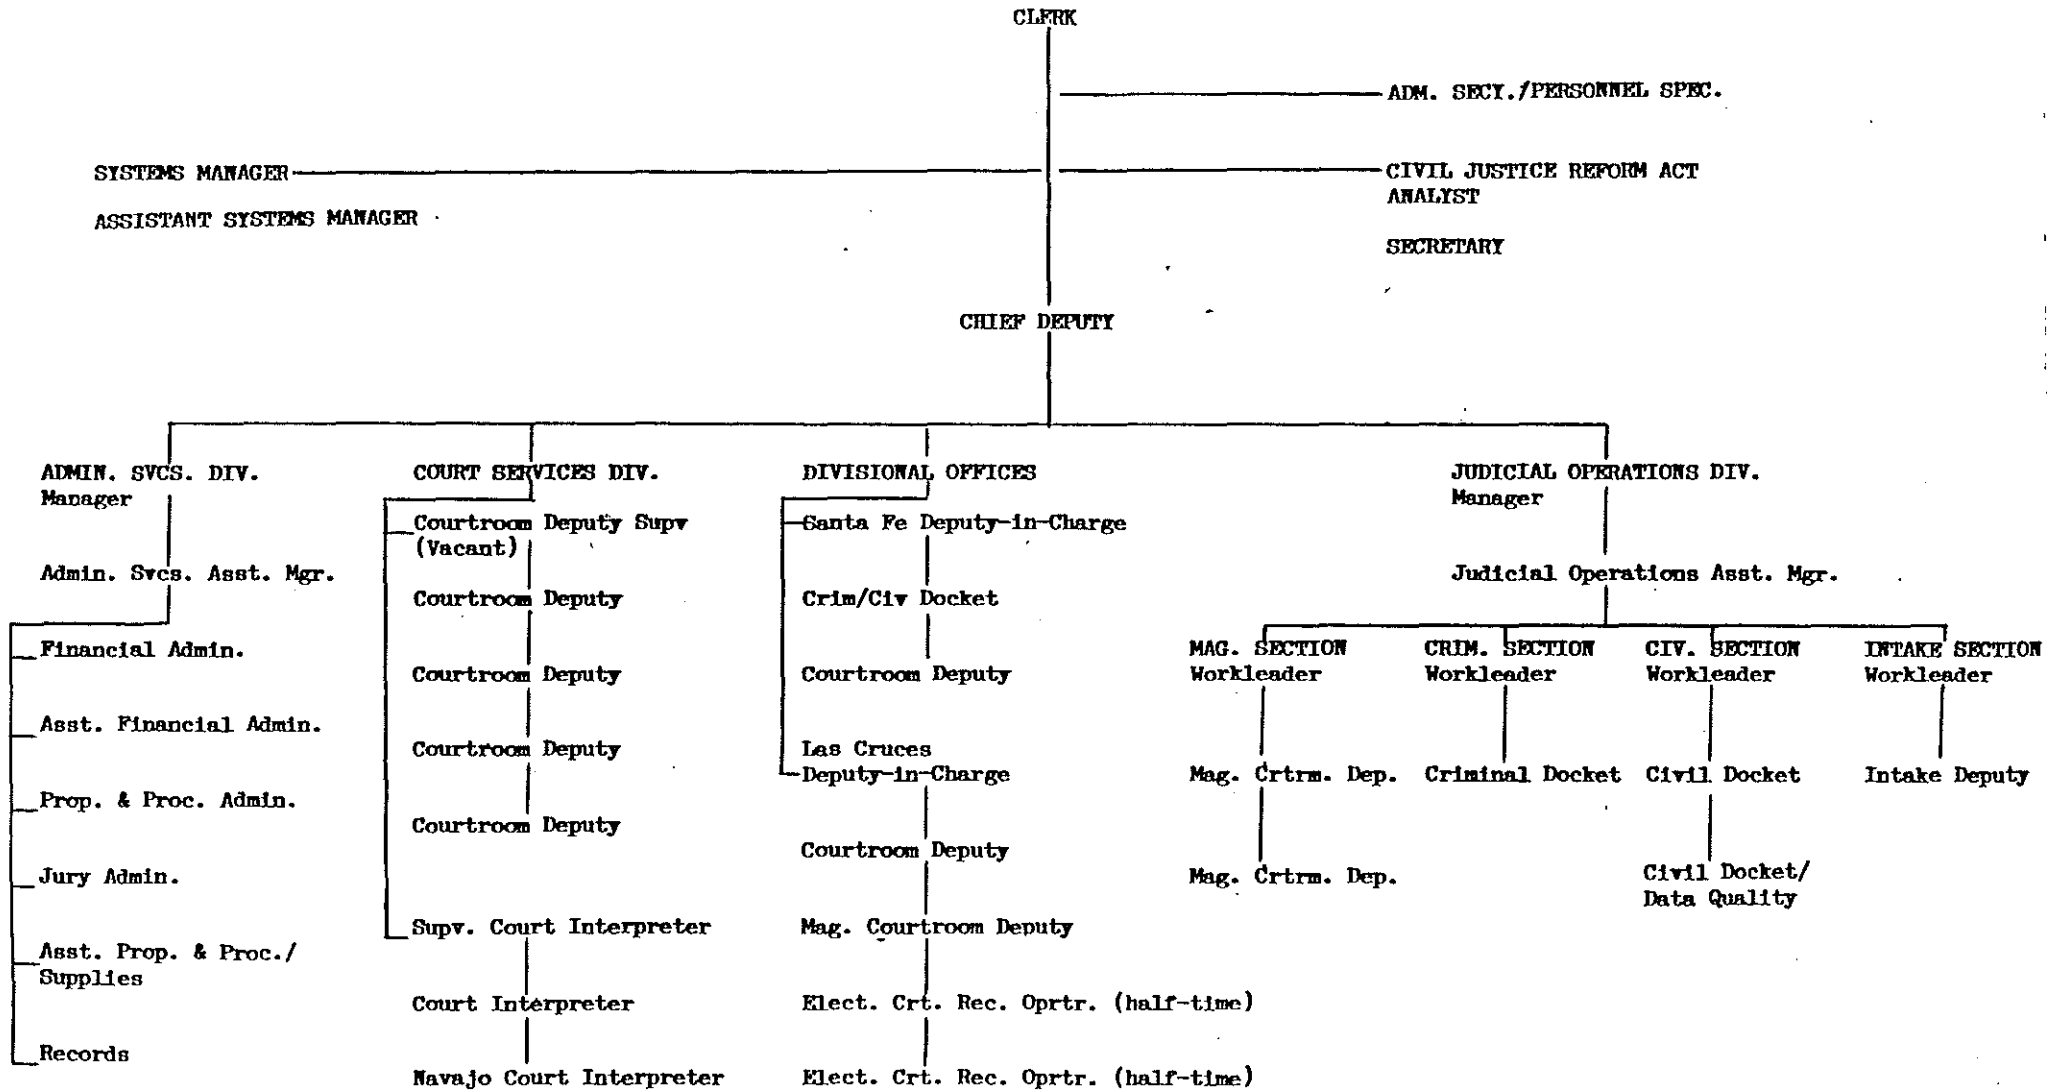 CLERK
ADM. SECY./PERSONNEL SPEC.
SYSTEMS MANAGER
CIVIL JUSTICE REFORM ACT
ANALYST
ASSISTANT SYSTEMS MANAGER
SECRETARY
CHIEF DEPUTY
ADMIN. SVCS. DIV.
Manager
Admin. Svcs. Asst. Mgr.
Financial Admin.
Asst. Financial Admin.
Prop. & Proc. Admin.
Jury Admin.
Asst. Prop. & Proc./
Supplies
Records
COURT SERVICES DIV.
Courtroom Deputy Supv
(Vacant)
Courtroom Deputy
Courtroom Deputy
Courtroom Deputy
Courtroom Deputy
Supv. Court Interpreter
Court Interpreter
Navajo Court Interpreter
DIVISIONAL OFFICES
Santa Fe Deputy-in-Charge
Crim/Civ Docket
Courtroom Deputy
Las Cruces
Deputy-in-Charge
Courtroom Deputy
Mag. Courtroom Deputy
Elect. Crt. Rec. Oprtr. (half-time)
Elect. Crt. Rec. Oprtr. (half-time)
JUDICIAL OPERATIONS DIV.
Manager
Judicial Operations Asst. Mgr.
MAG. SECTION
Workleader
Mag. Crtrm. Dep.
Mag. Crtrm. Dep.
CRIM. SECTION
Workleader
Criminal Docket
CIV. SECTION
Workleader
Civil Docket
Civil Docket/
Data Quality
INTAKE SECTION
Workleader
Intake Deputy